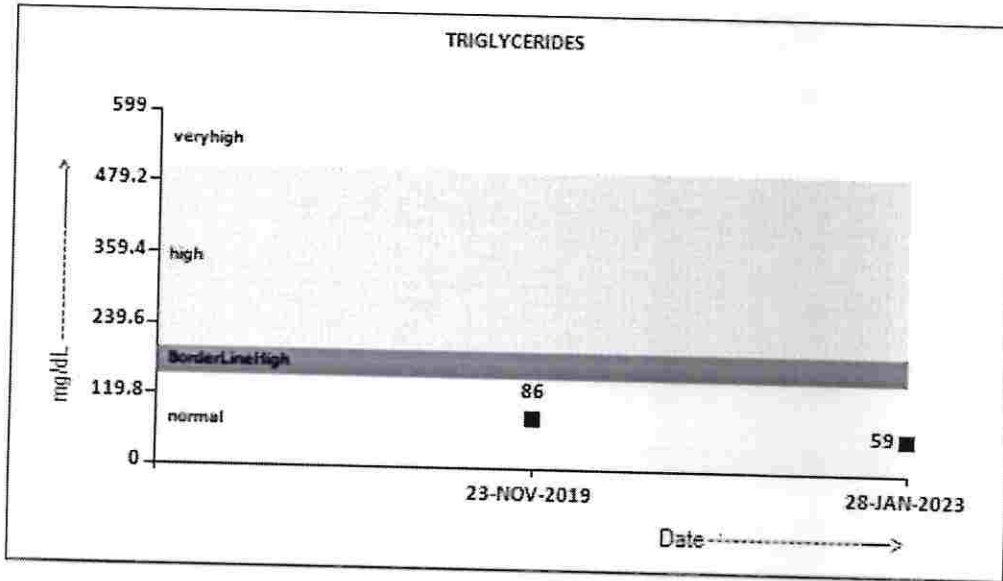 TRIGLYCERIDES
599
veryhigh
479.2
359.4
high
239.6
BorderLineHigh
119.8
86
normal
59
0
23-NOV-2019
28-JAN-2023
mg/dL
Date